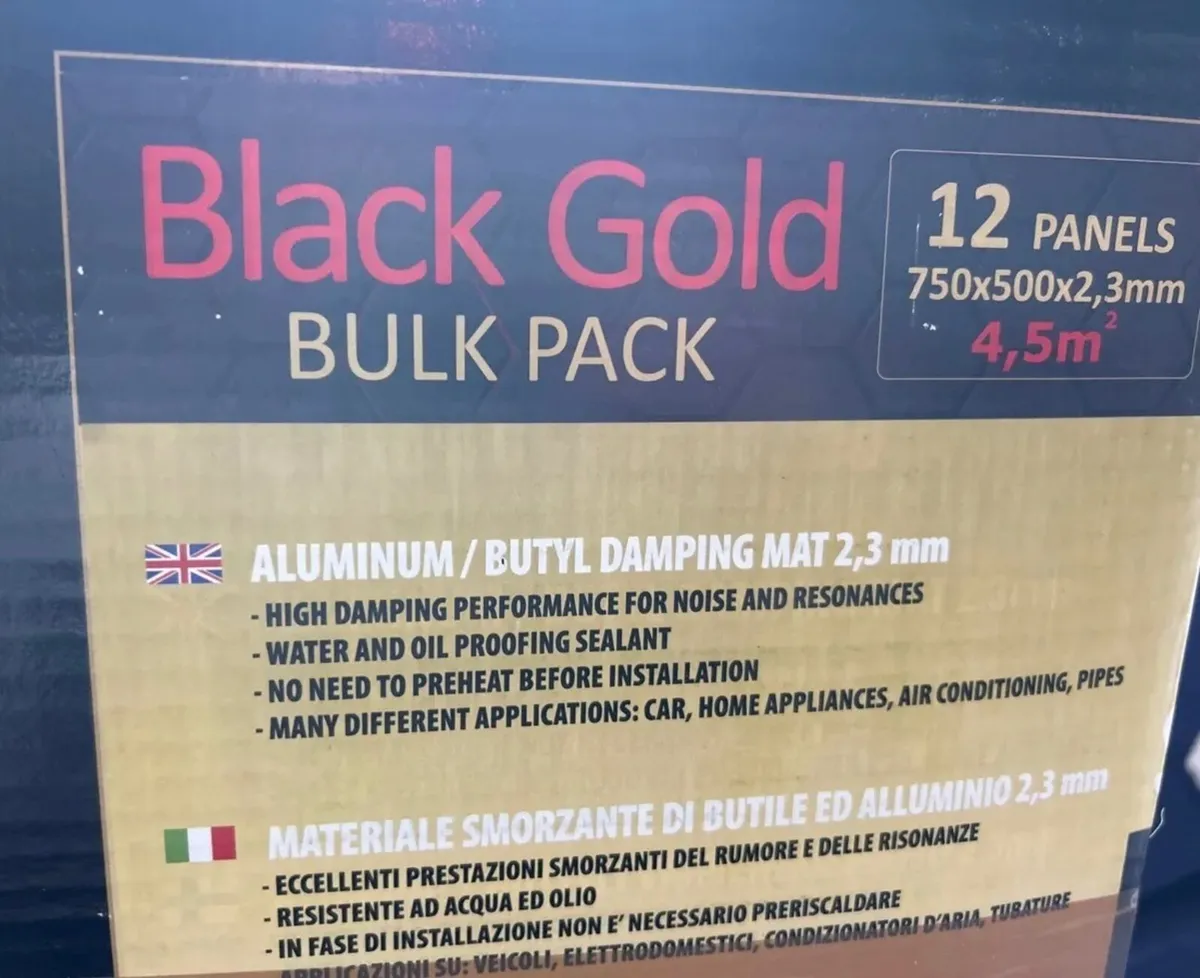 Black Gold
BULK PACK
12 PANELS
750x500x2,3mm
4,5m²
ALUMINUM / BUTYL DAMPING MAT 2,3 mm
- HIGH DAMPING PERFORMANCE FOR NOISE AND RESONANCES
- WATER AND OIL PROOFING SEALANT
- NO NEED TO PREHEAT BEFORE INSTALLATION
- MANY DIFFERENT APPLICATIONS: CAR, HOME APPLIANCES, AIR CONDITIONING, PIPES
MATERIALE SMORZANTE DI BUTILE ED ALLUMINIO 2,3 mm
- ECCELLENTI PRESTAZIONI SMORZANTI DEL RUMORE E DELLE RISONANZE
- RESISTENTE AD ACQUA ED OLIO
- IN FASE DI INSTALLAZIONE NON E' NECESSARIO PRERISCALDARE
APPLICAZIONI SU: VEICOLI, ELETTRODOMESTICI, CONDIZIONATORI D'ARIA, TUBATURE